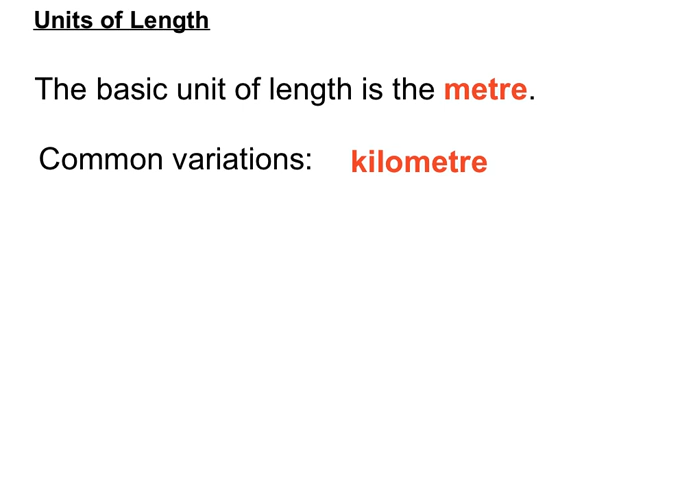 Units of Length
The basic unit of length is the metre.
Common variations: kilometre